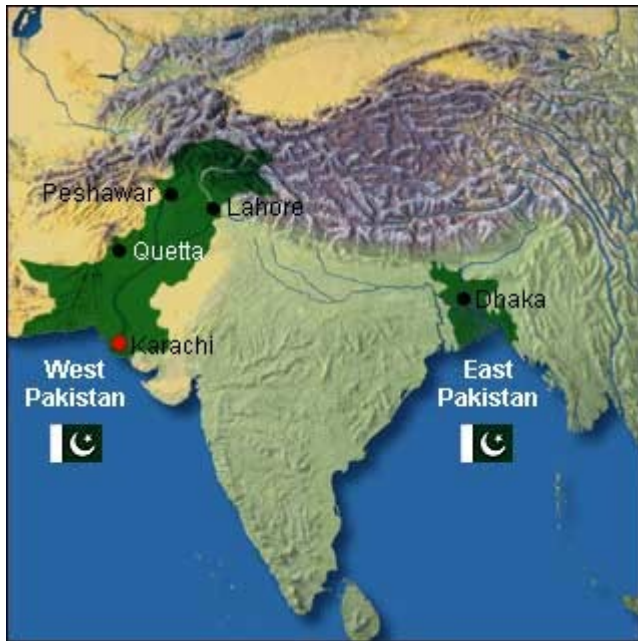 Peshawar
Lahore
Quetta
Dhaka
Karachi
West
Pakistan
East
Pakistan